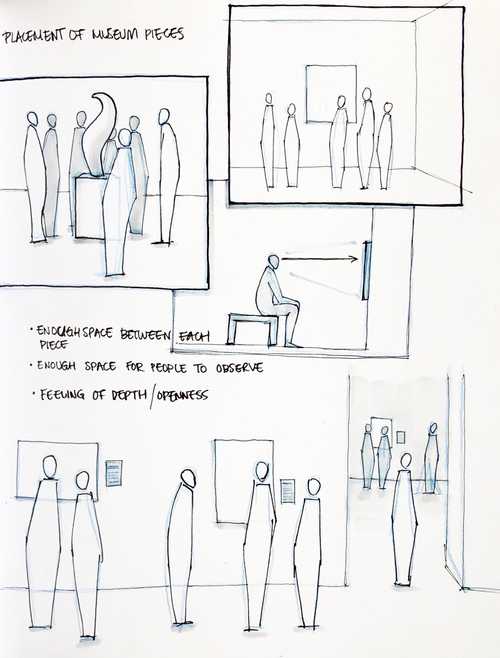 PLACEMENT OF MUSEUM PIECES
• ENOUGH SPACE BETWEEN EACH
PIECE
• ENOUGH SPACE FOR PEOPLE TO OBSERVE
• FEELING OF DEPTH/OPENNESS